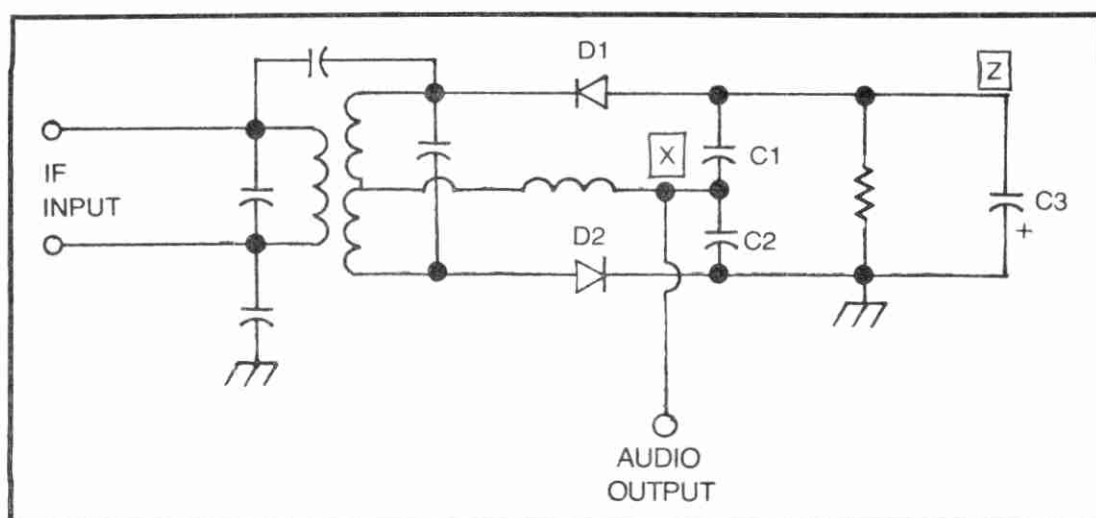 D1
Z
IF
INPUT
X
C1
C3
+
D2
C2
AUDIO
OUTPUT